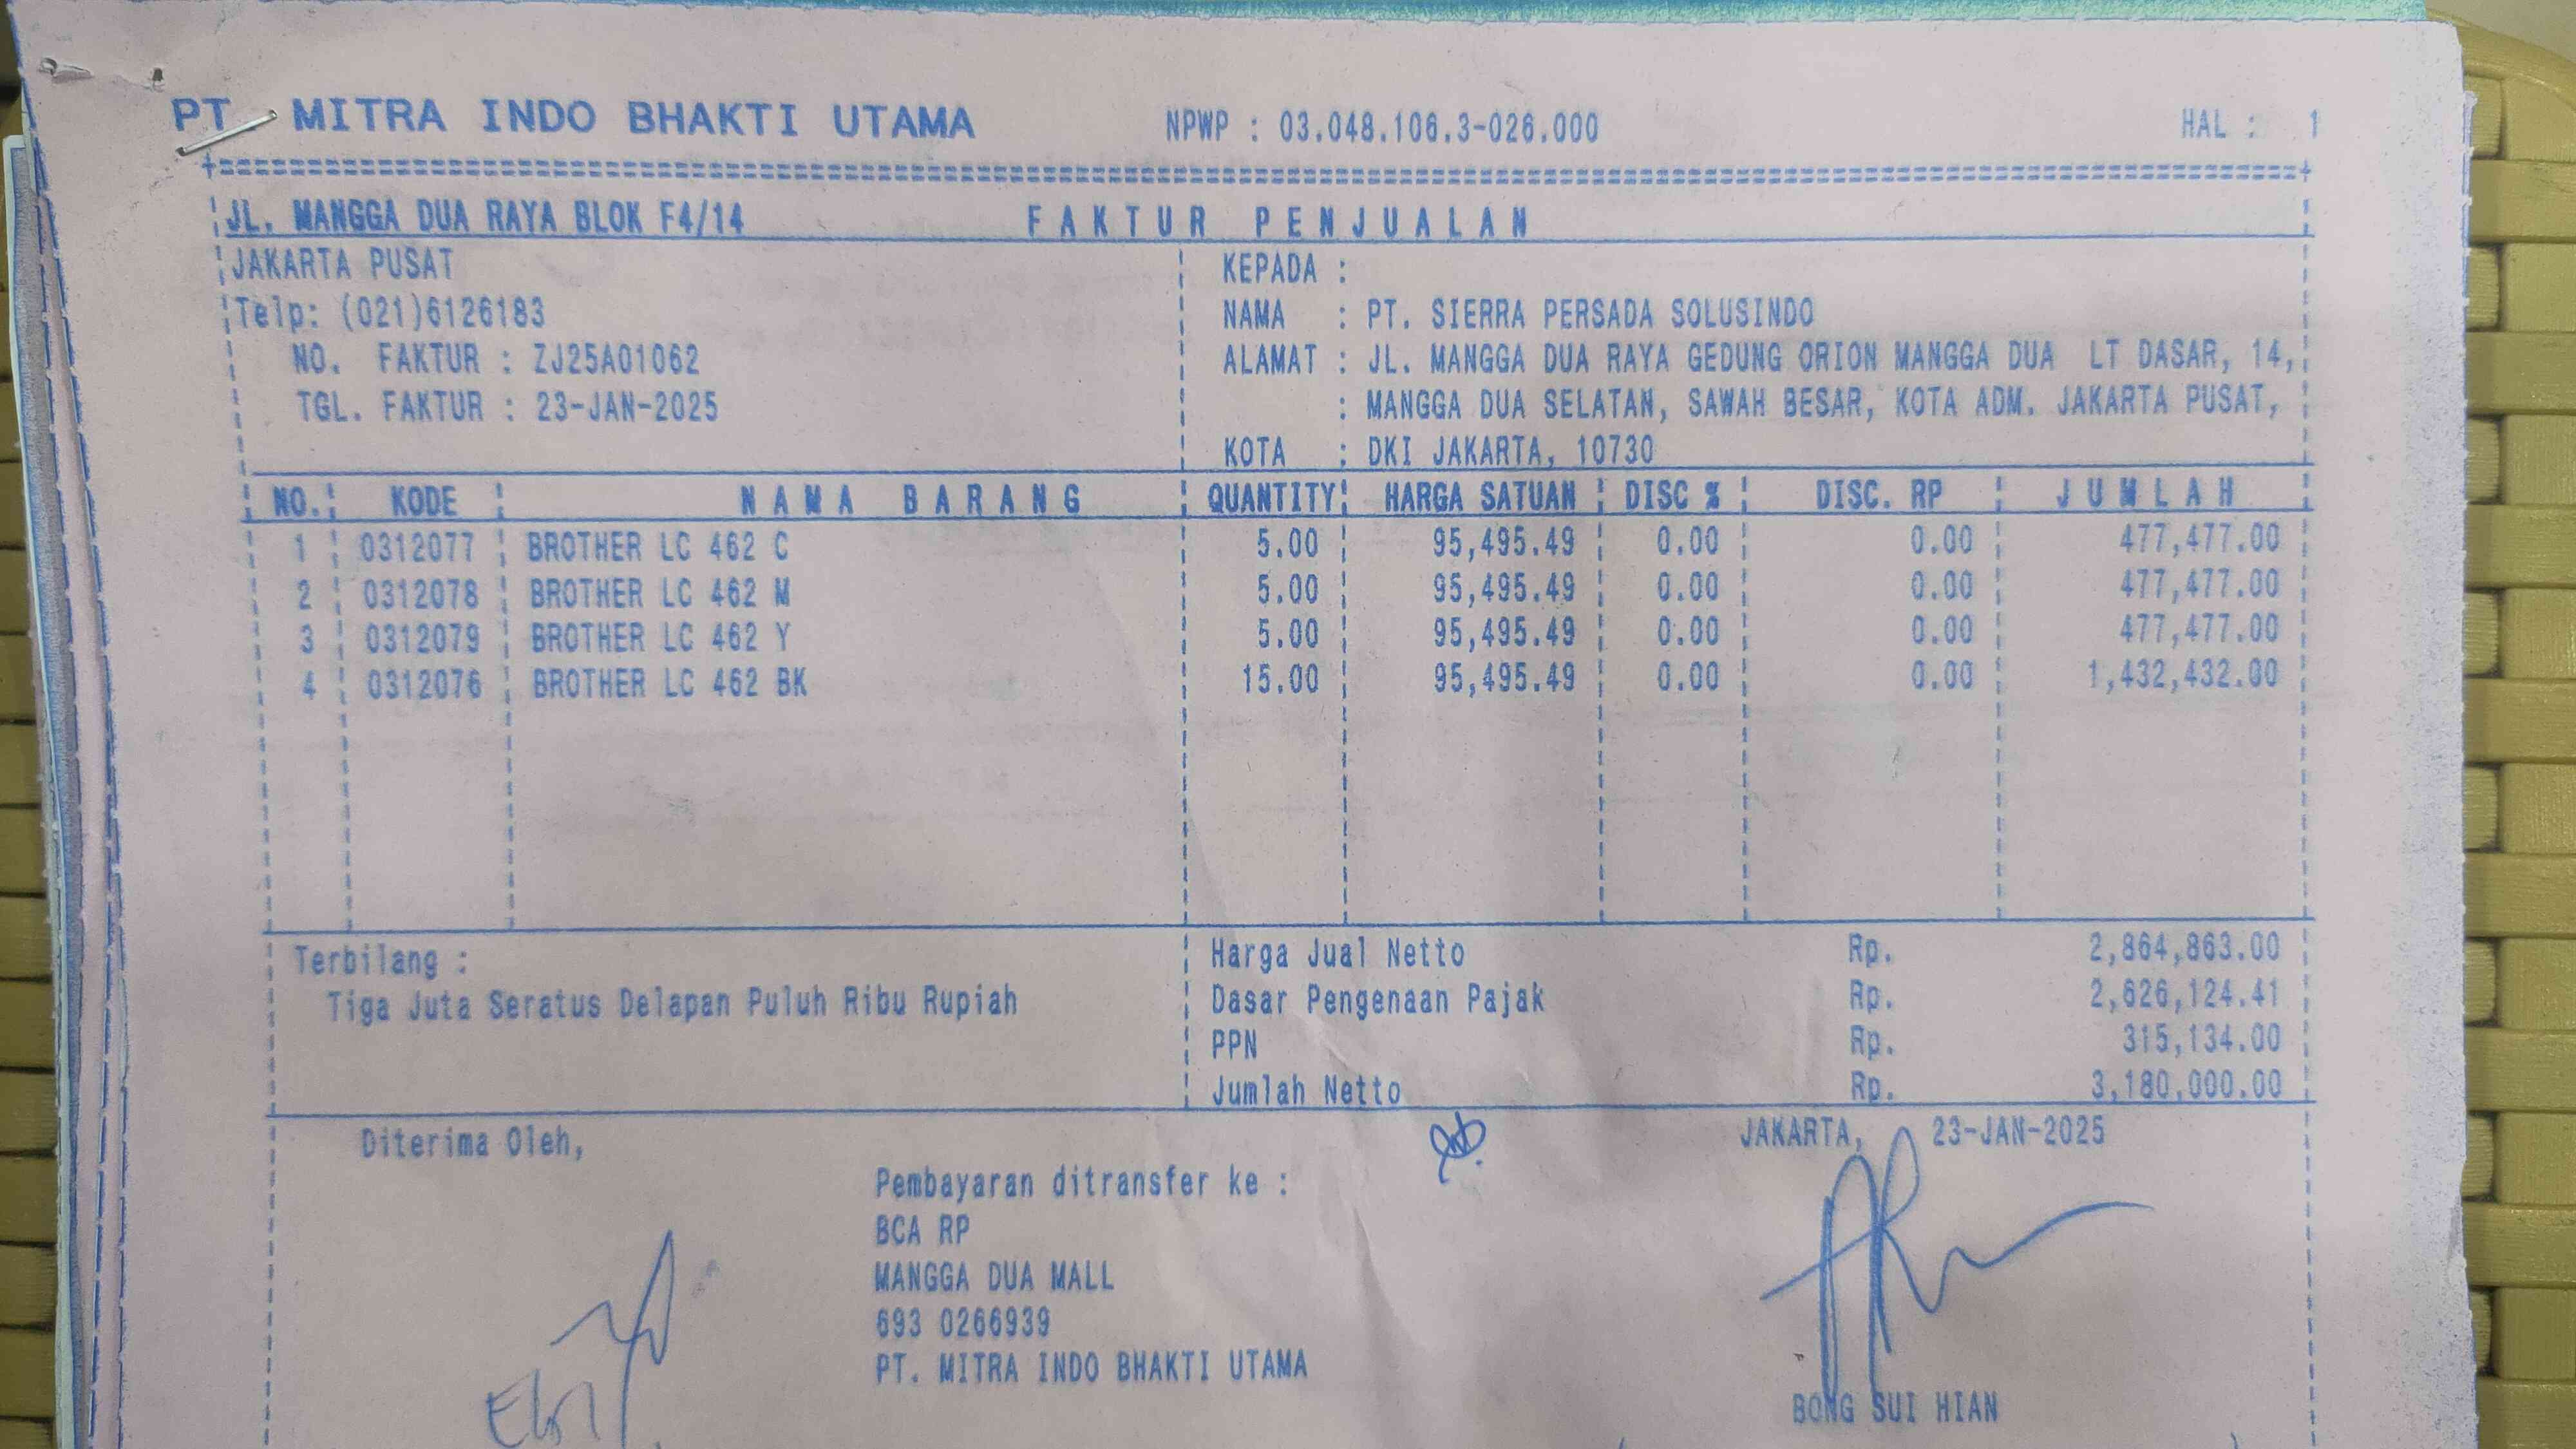 PT. MITRA INDO BHAKTI UTAMA NPWP : 03.048.106.3-026.000 HAL : 1
JL. MANGGA DUA RAYA BLOK F4/14 FAKTUR PENJUALAN
JAKARTA PUSAT KEPADA :
Telp: (021)6126183 NAMA : PT. SIERRA PERSADA SOLUSINDO
NO. FAKTUR : ZJ25A01062 ALAMAT : JL. MANGGA DUA RAYA GEDUNG ORION MANGGA DUA LT DASAR, 14,
TGL. FAKTUR : 23-JAN-2025 : MANGGA DUA SELATAN, SAWAH BESAR, KOTA ADM. JAKARTA PUSAT,
KOTA : DKI JAKARTA, 10730
NO. KODE NAMA BARANG QUANTITY HARGA SATUAN DISC % DISC. RP JUMLAH
1 0312077 BROTHER LC 462 C 5.00 95,495.49 0.00 0.00 477,477.00
2 0312078 BROTHER LC 462 M 5.00 95,495.49 0.00 0.00 477,477.00
3 0312079 BROTHER LC 462 Y 5.00 95,495.49 0.00 0.00 477,477.00
4 0312076 BROTHER LC 462 BK 15.00 95,495.49 0.00 0.00 1,432,432.00
Terbilang : Harga Jual Netto Rp. 2,864,863.00
Tiga Juta Seratus Delapan Puluh Ribu Rupiah Dasar Pengenaan Pajak Rp. 2,626,124.41
PPN Rp. 315,134.00
Jumlah Netto Rp. 3,180,000.00
Diterima Oleh, JAKARTA, 23-JAN-2025
Pembayaran ditransfer ke :
BCA RP
MANGGA DUA MALL
693 0266939
PT. MITRA INDO BHAKTI UTAMA
BONG SUI HIAN